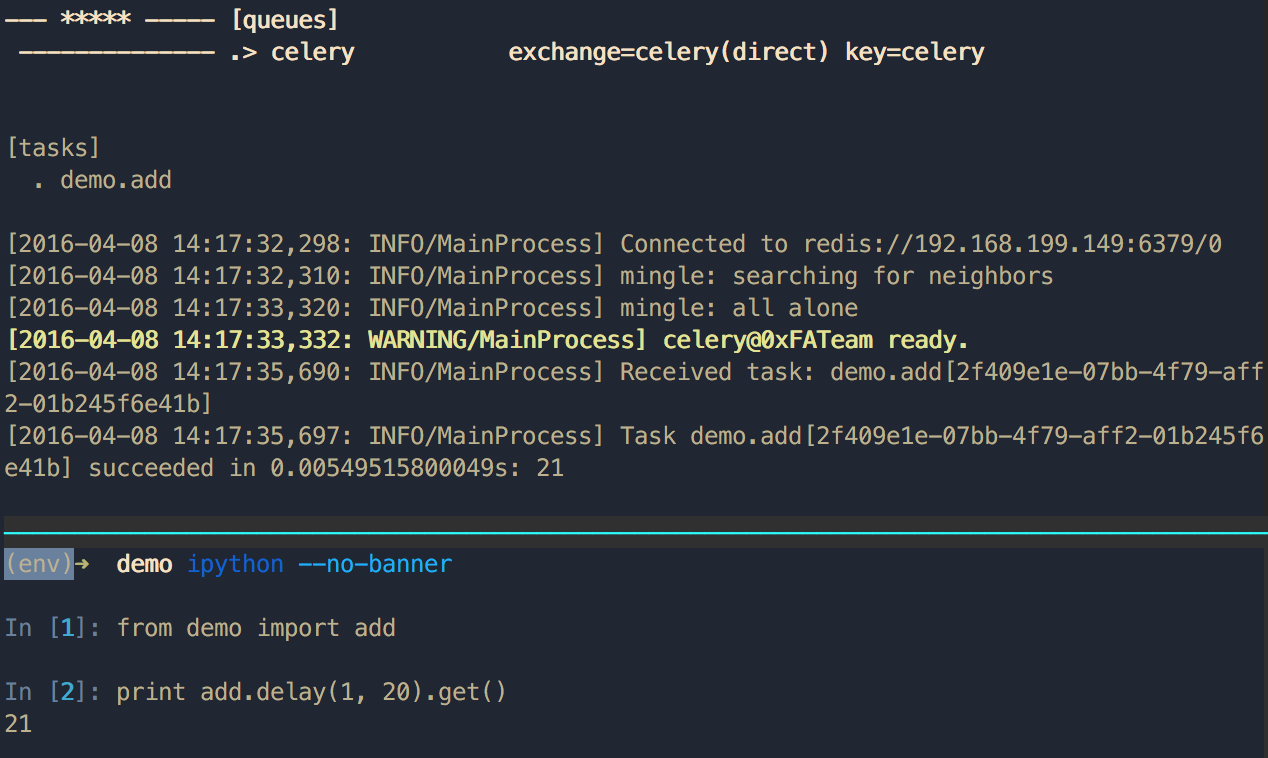 --- ***** ----- [queues]
 -------------- .> celery           exchange=celery(direct) key=celery
[tasks]
  . demo.add
[2016-04-08 14:17:32,298: INFO/MainProcess] Connected to redis://192.168.199.149:6379/0
[2016-04-08 14:17:32,310: INFO/MainProcess] mingle: searching for neighbors
[2016-04-08 14:17:33,320: INFO/MainProcess] mingle: all alone
[2016-04-08 14:17:33,332: WARNING/MainProcess] celery@0xFATeam ready.
[2016-04-08 14:17:35,690: INFO/MainProcess] Received task: demo.add[2f409e1e-07bb-4f79-aff
2-01b245f6e41b]
[2016-04-08 14:17:35,697: INFO/MainProcess] Task demo.add[2f409e1e-07bb-4f79-aff2-01b245f6
e41b] succeeded in 0.00549515800049s: 21
(env)➜  demo ipython --no-banner
In [1]: from demo import add
In [2]: print add.delay(1, 20).get()
21